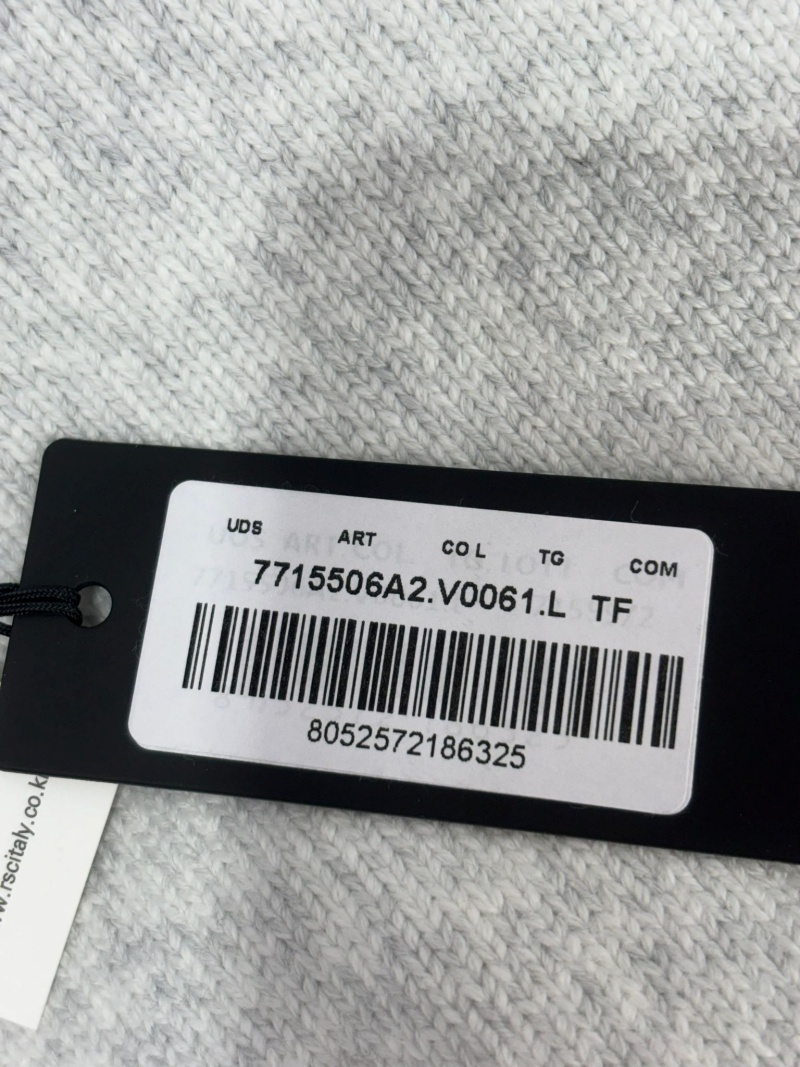 UDS ART COL TG COM
7715506A2.V0061.L TF
8052572186325
w.rscitaly.co.k